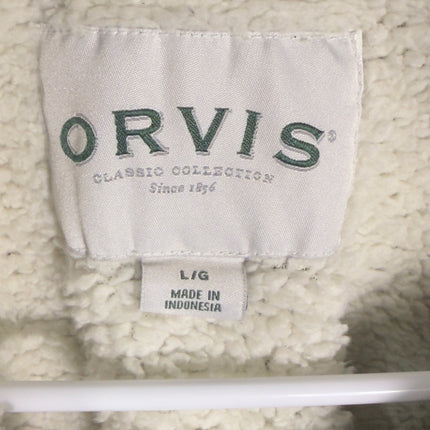 ORVIS®
CLASSIC COLLECTION
Since 1856
L/G
MADE IN
INDONESIA